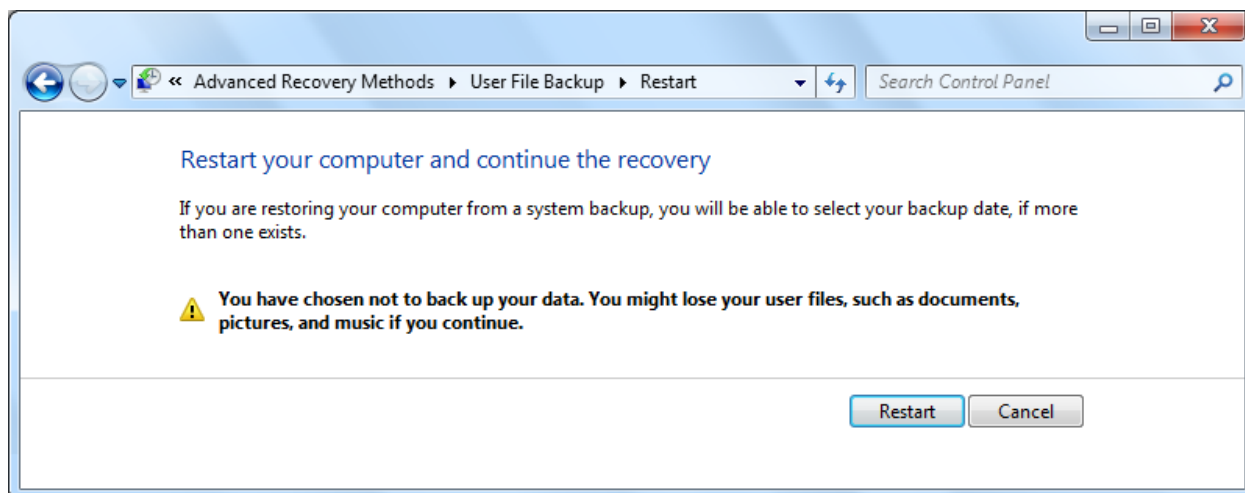 « Advanced Recovery Methods ▸ User File Backup ▸ Restart
Search Control Panel
Restart your computer and continue the recovery
If you are restoring your computer from a system backup, you will be able to select your backup date, if more
than one exists.
You have chosen not to back up your data. You might lose your user files, such as documents,
pictures, and music if you continue.
Restart
Cancel